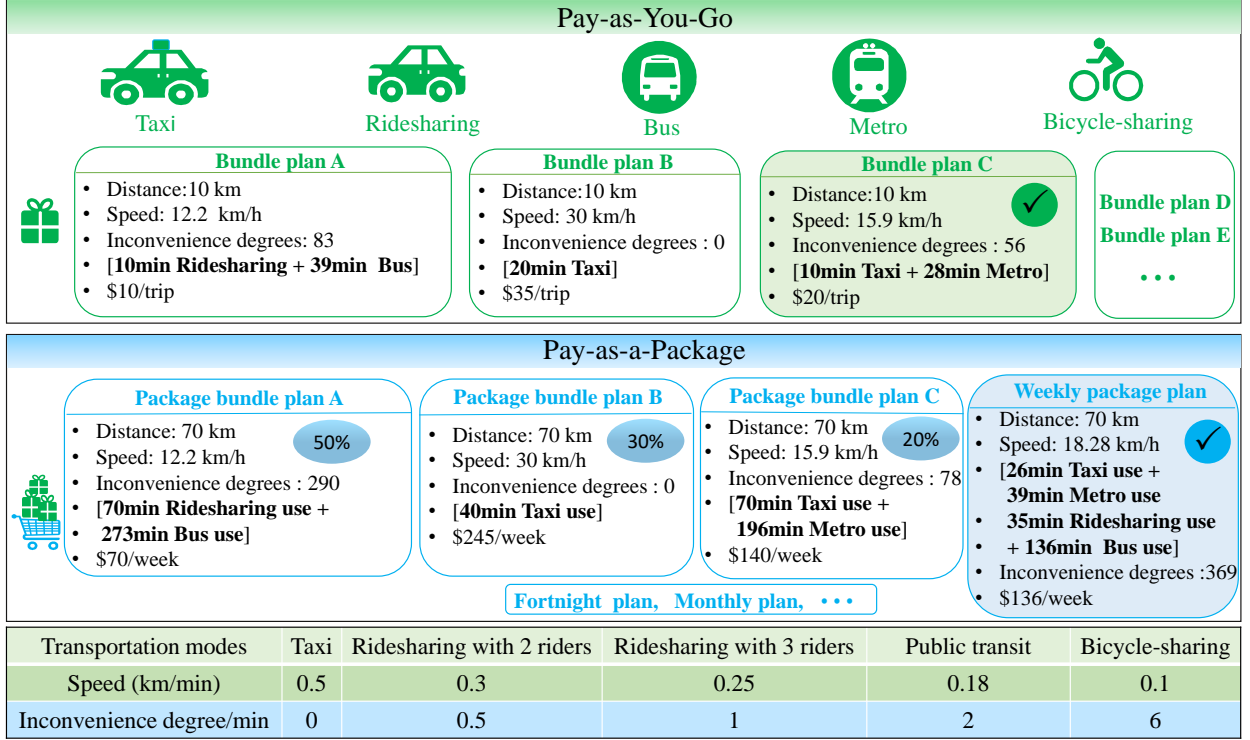 Pay-as-You-Go
Taxi
Ridesharing
Bus
Metro
Bicycle-sharing
Bundle plan A
• Distance:10 km
• Speed: 12.2 km/h
• Inconvenience degrees: 83
• [10min Ridesharing + 39min Bus]
• $10/trip
Bundle plan B
• Distance:10 km
• Speed: 30 km/h
• Inconvenience degrees : 0
• [20min Taxi]
• $35/trip
Bundle plan C
• Distance:10 km
• Speed: 15.9 km/h
• Inconvenience degrees : 56
• [10min Taxi + 28min Metro]
• $20/trip
Bundle plan D
Bundle plan E
• • •
Pay-as-a-Package
Package bundle plan A
• Distance: 70 km
• Speed: 12.2 km/h
• Inconvenience degrees : 290
• [70min Ridesharing use +
• 273min Bus use]
• $70/week
50%
Package bundle plan B
• Distance: 70 km
• Speed: 30 km/h
• Inconvenience degrees : 0
• [40min Taxi use]
• $245/week
30%
Package bundle plan C
• Distance: 70 km
• Speed: 15.9 km/h
• Inconvenience degrees : 78
• [70min Taxi use +
196min Metro use]
• $140/week
20%
Weekly package plan
• Distance: 70 km
• Speed: 18.28 km/h
• [26min Taxi use +
39min Metro use
• 35min Ridesharing use
• + 136min Bus use]
• Inconvenience degrees :369
• $136/week
Fortnight plan, Monthly plan, • • •
Transportation modes Taxi Ridesharing with 2 riders Ridesharing with 3 riders Public transit Bicycle-sharing
Speed (km/min) 0.5 0.3 0.25 0.18 0.1
Inconvenience degree/min 0 0.5 1 2 6